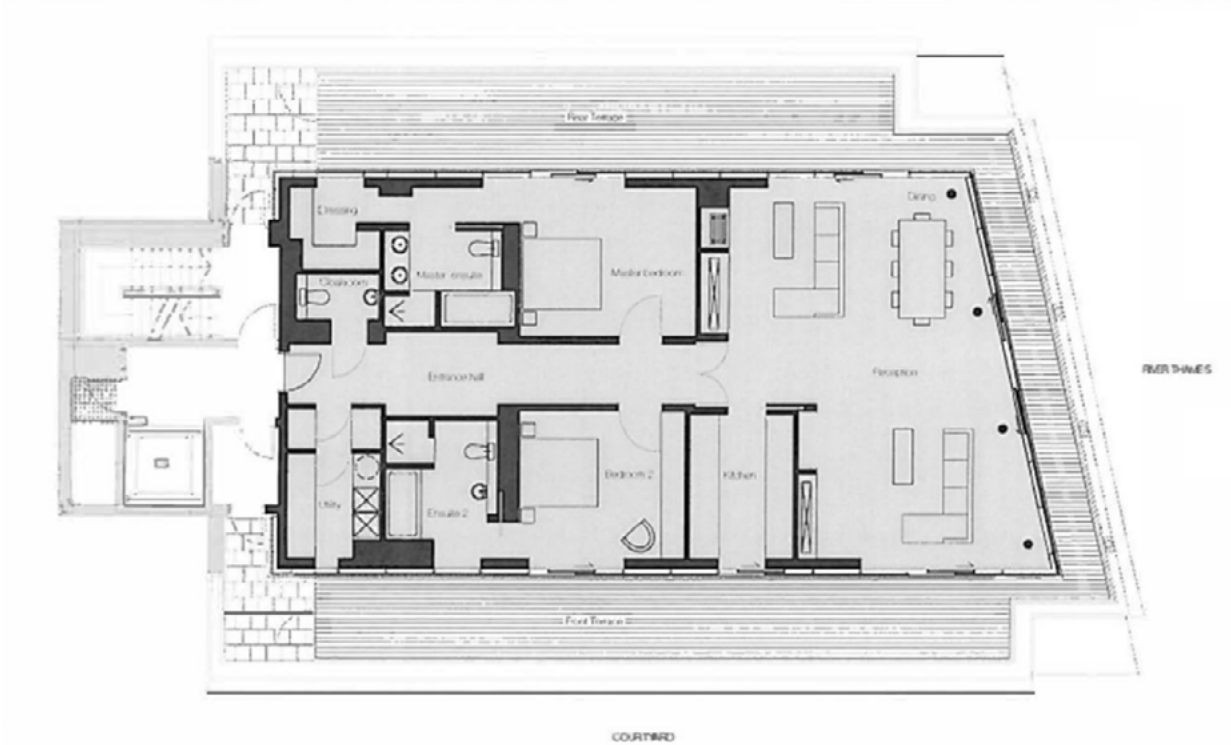 Rear Terrace
Dining
Dressing
Master ensuite
Master bedroom
Cloakroom
Entrance hall
Reception
RIVER THAMES
Utility
Ensuite 2
Bedroom 2
Kitchen
Front Terrace
COURTYARD